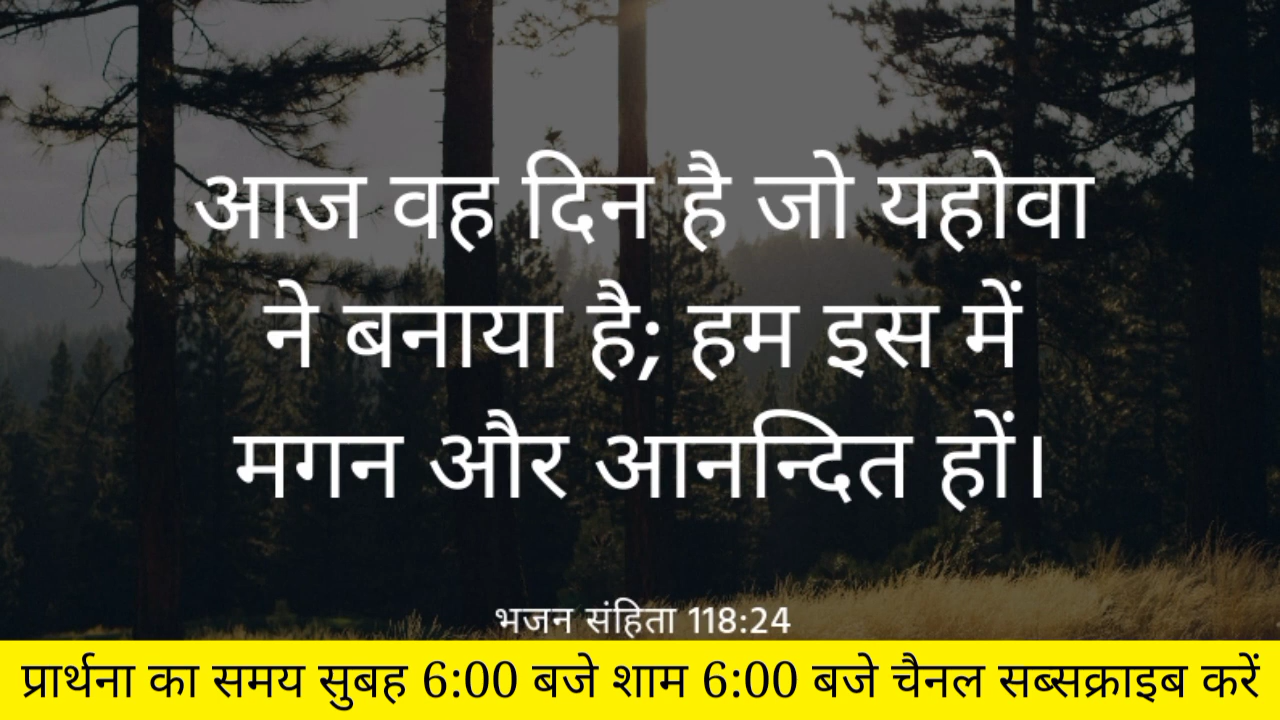 आज वह दिन है जो यहोवा
ने बनाया है; हम इस में
मगन और आनन्दित हों।
भजन संहिता 118:24
प्रार्थना का समय सुबह 6:00 बजे शाम 6:00 बजे चैनल सब्सक्राइब करें